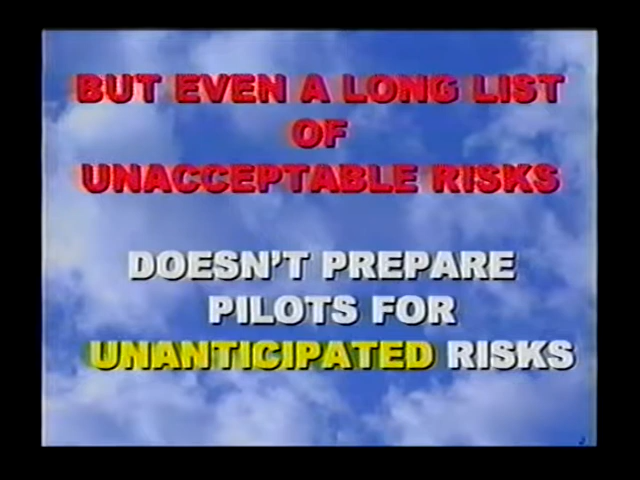 BUT EVEN A LONG LIST
OF
UNACCEPTABLE RISKS
DOESN'T PREPARE
PILOTS FOR
UNANTICIPATED RISKS